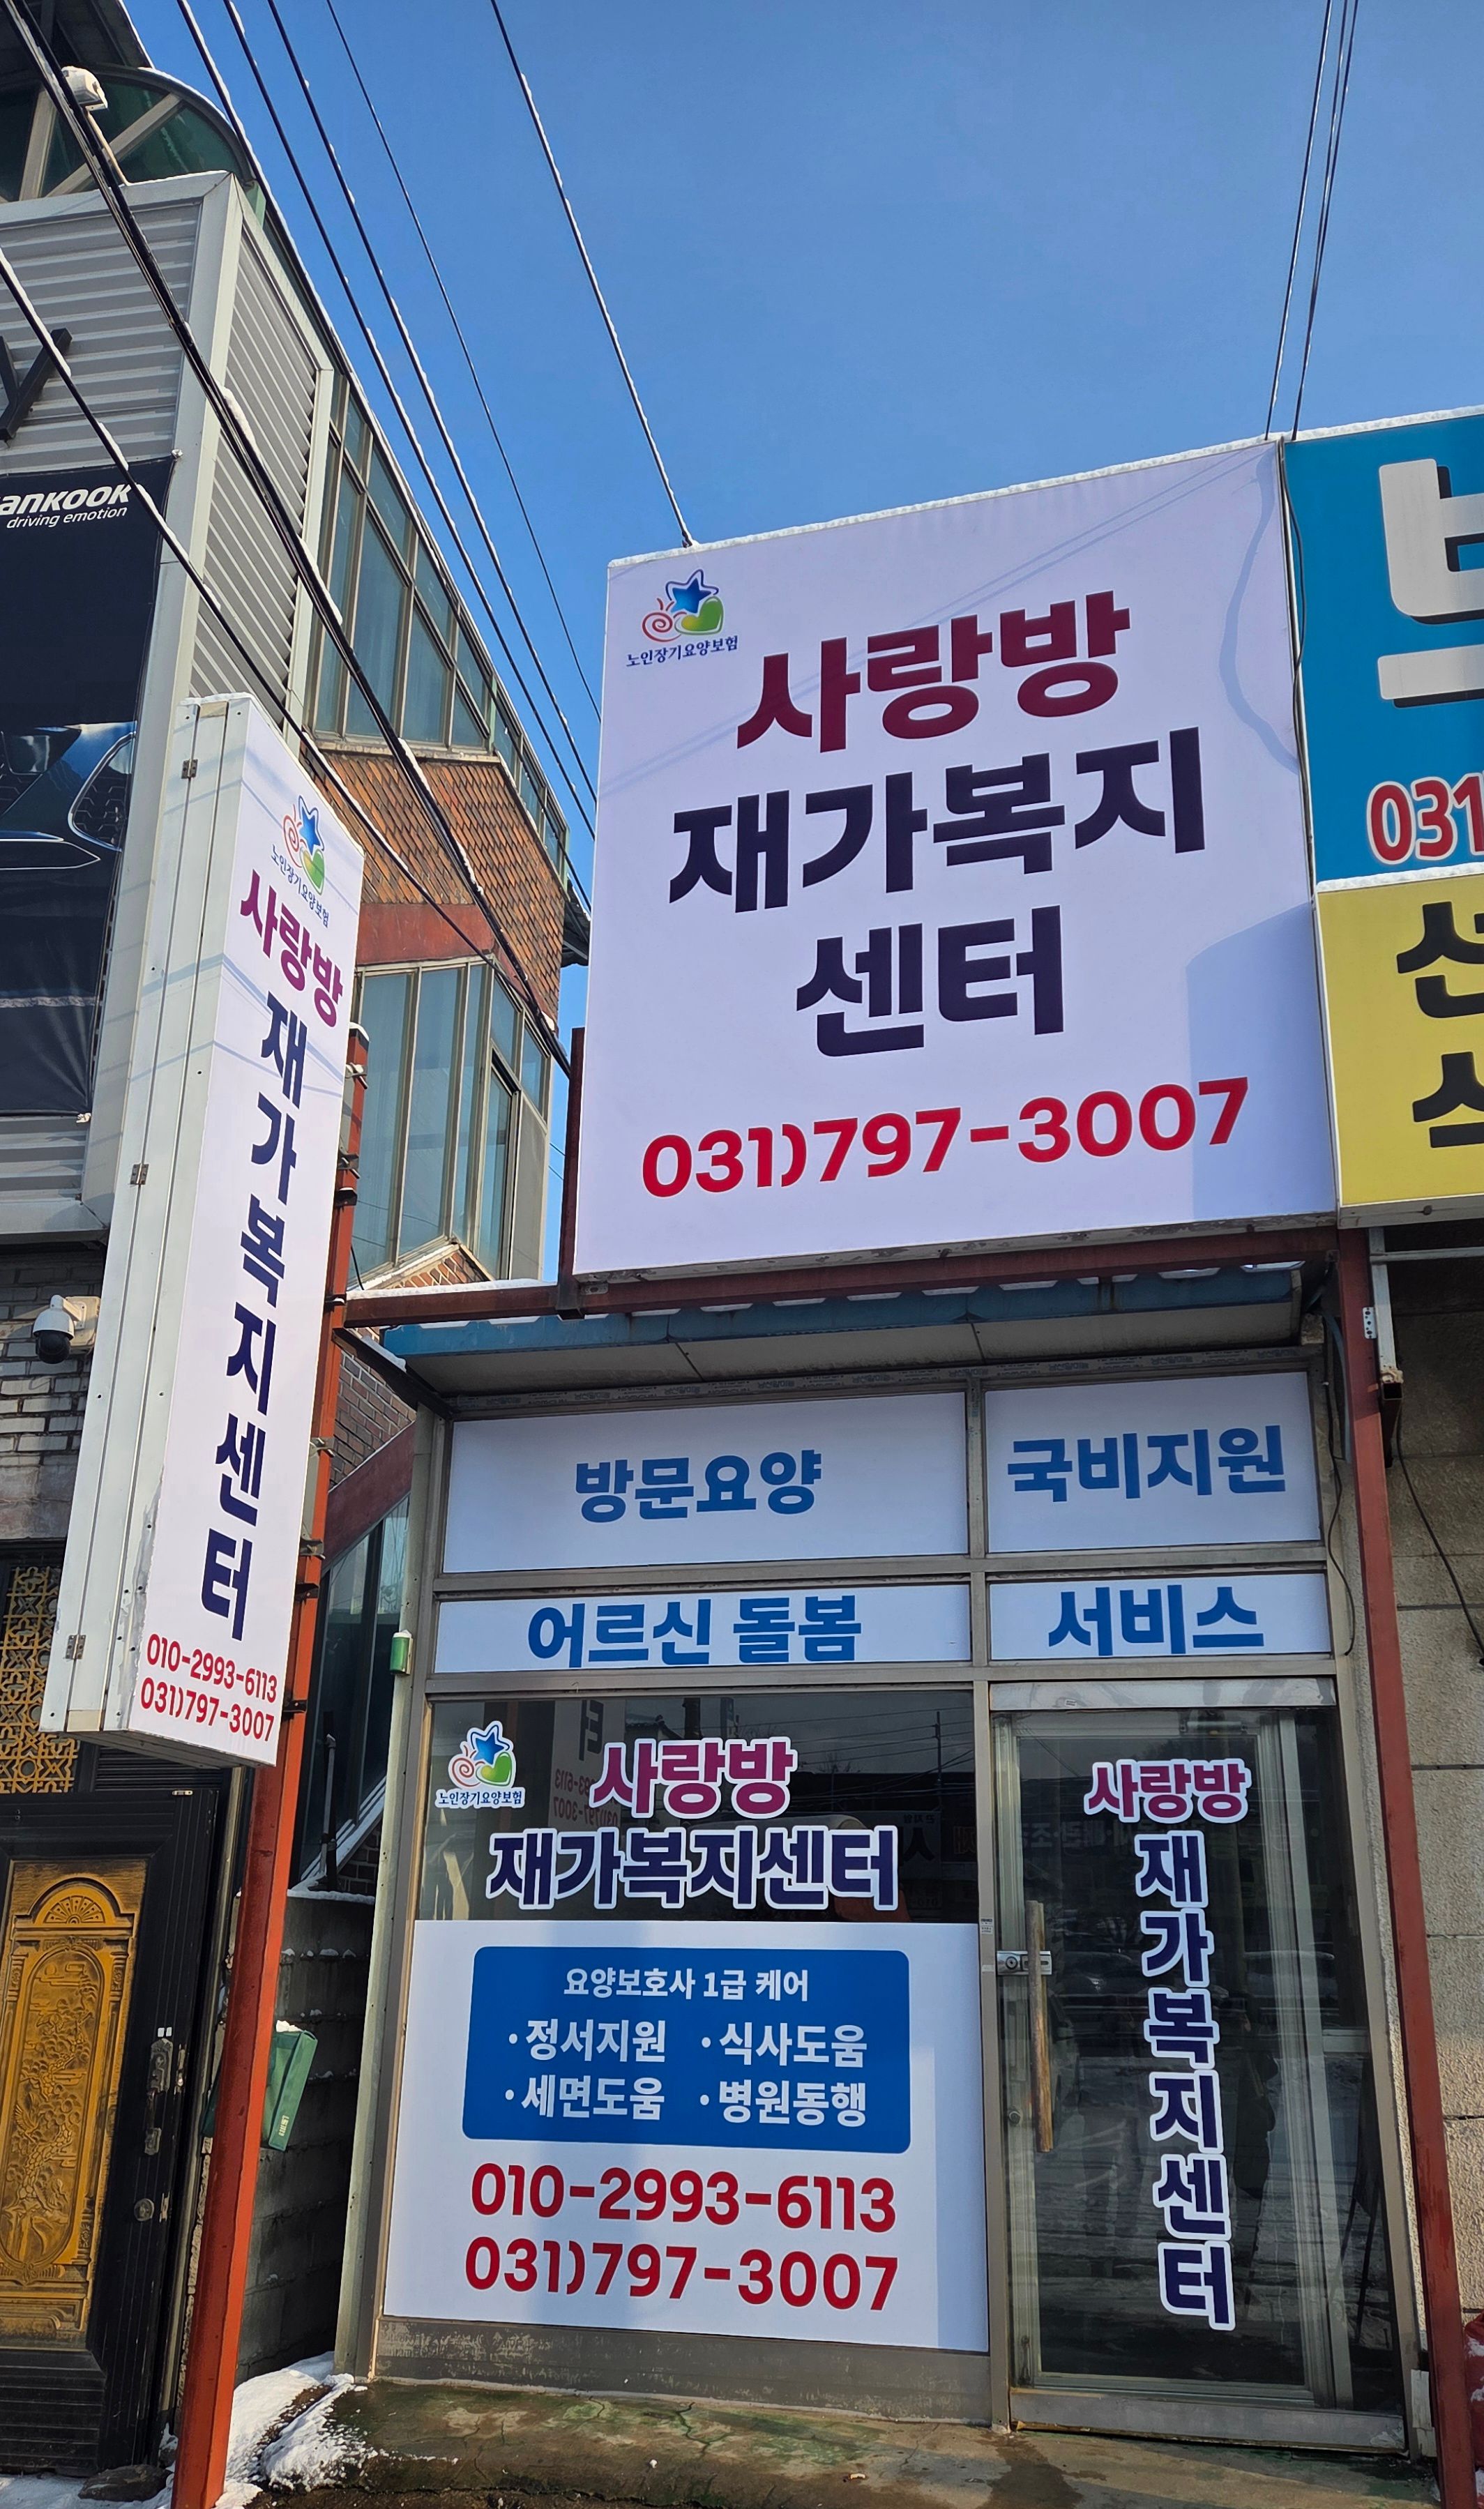 ankook
driving emotion
노인장기요양보험
사랑방
재가복지센터
010-2993-6113
031)797-3007
노인장기요양보험
사랑방
재가복지
센터
031)797-3007
031
방문요양
국비지원
어르신 돌봄
서비스
노인장기요양보험
사랑방
재가복지센터
요양보호사 1급 케어
·정서지원 ·식사도움
·세면도움 ·병원동행
010-2993-6113
031)797-3007
사랑방
재가복지센터